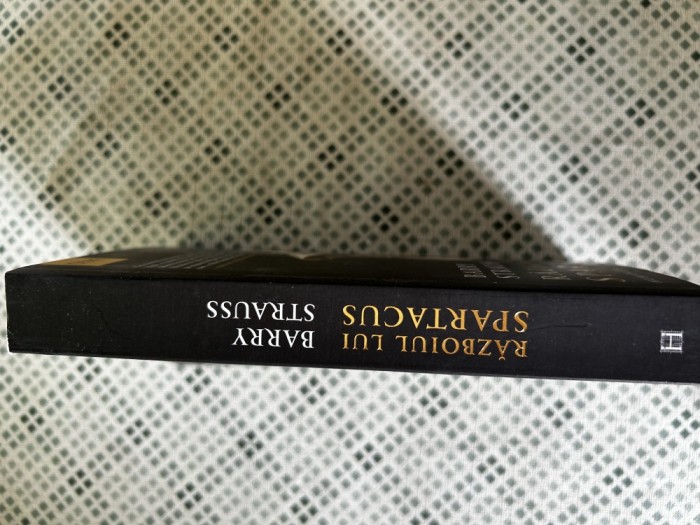 H
RĂZBOIUL LUI
SPARTACUS
BARRY
STRAUSS